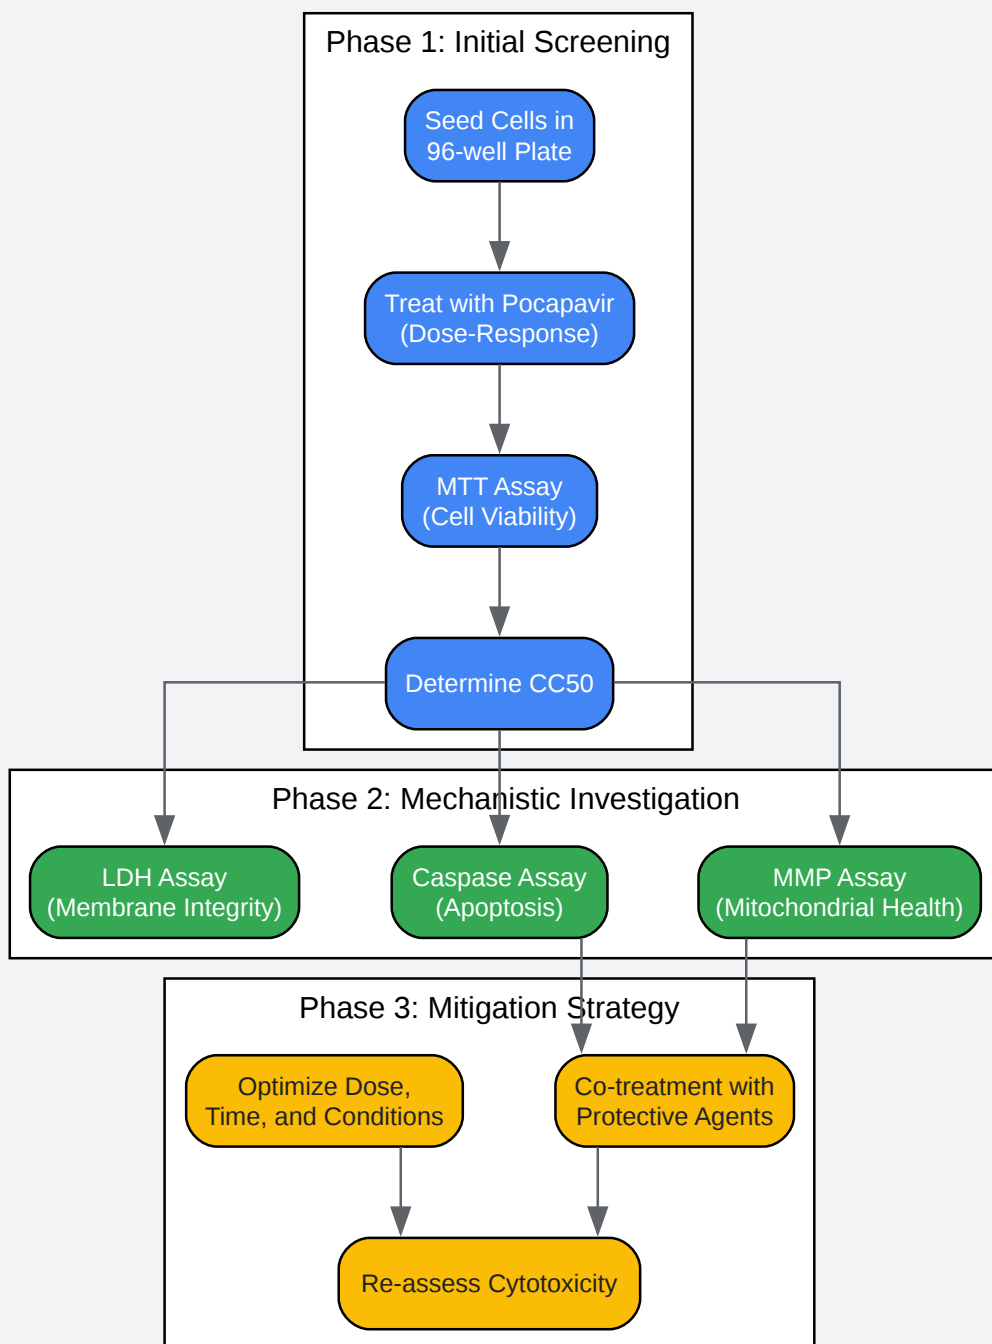 Phase 1: Initial Screening
Seed Cells in
96-well Plate
Treat with Pocapavir
(Dose-Response)
MTT Assay
(Cell Viability)
Determine CC50
Phase 2: Mechanistic Investigation
LDH Assay
(Membrane Integrity)
Caspase Assay
(Apoptosis)
MMP Assay
(Mitochondrial Health)
Phase 3: Mitigation Strategy
Optimize Dose,
Time, and Conditions
Co-treatment with
Protective Agents
Re-assess Cytotoxicity